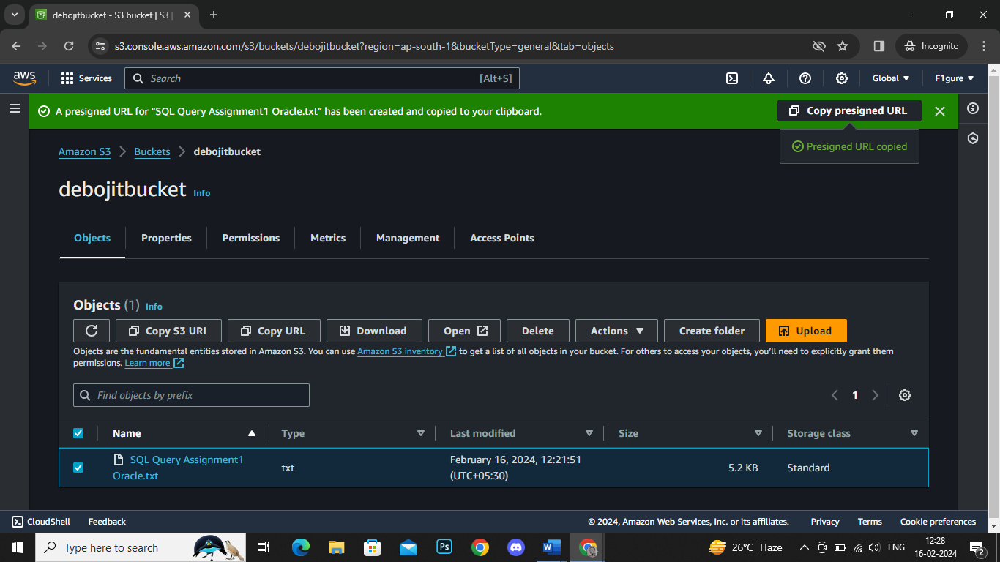 debojitbucket - S3 bucket | S3 |
s3.console.aws.amazon.com/s3/buckets/debojitbucket?region=ap-south-1&bucketType=general&tab=objects
Incognito
aws
Services
Search
[Alt+S]
Global
F1gure
A presigned URL for “SQL Query Assignment1 Oracle.txt” has been created and copied to your clipboard.
Copy presigned URL
Presigned URL copied
Amazon S3
Buckets
debojitbucket
debojitbucket Info
Objects
Properties
Permissions
Metrics
Management
Access Points
Objects (1) Info
Copy S3 URI
Copy URL
Download
Open
Delete
Actions
Create folder
Upload
Objects are the fundamental entities stored in Amazon S3. You can use Amazon S3 inventory to get a list of all objects in your bucket. For others to access your objects, you'll need to explicitly grant them
permissions. Learn more
Find objects by prefix
1
Name
Type
Last modified
Size
Storage class
SQL Query Assignment1
Oracle.txt
txt
February 16, 2024, 12:21:51
(UTC+05:30)
5.2 KB
Standard
CloudShell
Feedback
© 2024, Amazon Web Services, Inc. or its affiliates.
Privacy
Terms
Cookie preferences
Type here to search
Ps
W
26°C Haze
ENG
12:28
16-02-2024
2